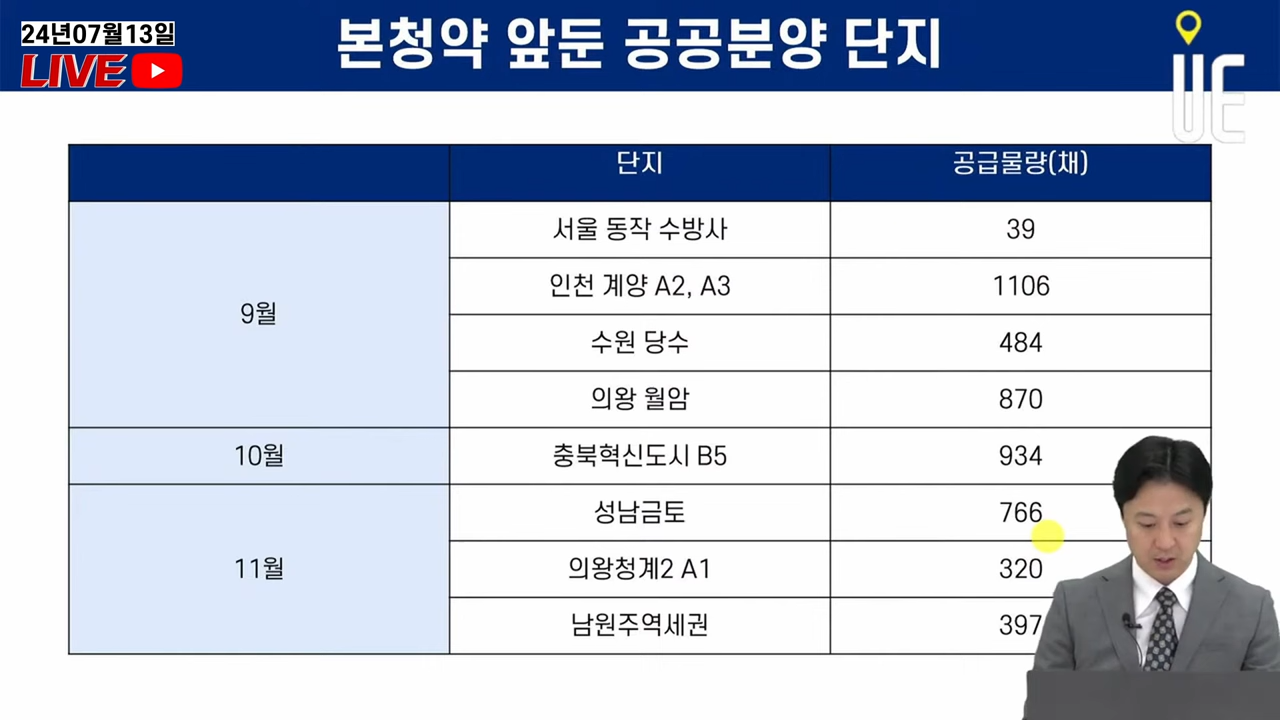 24년07월13일
LIVE
본청약 앞둔 공공분양 단지
UE
단지 공급물량(채)
9월
서울 동작 수방사 39
인천 계양 A2, A3 1106
수원 당수 484
의왕 월암 870
10월 충북혁신도시 B5 934
11월
성남금토 766
의왕청계2 A1 320
남원주역세권 397